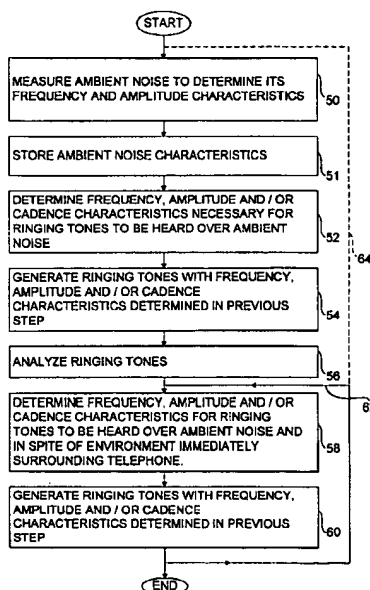 START
MEASURE AMBIENT NOISE TO DETERMINE ITS
FREQUENCY AND AMPLITUDE CHARACTERISTICS
50
STORE AMBIENT NOISE CHARACTERISTICS
51
DETERMINE FREQUENCY, AMPLITUDE AND / OR
CADENCE CHARACTERISTICS NECESSARY FOR
RINGING TONES TO BE HEARD OVER AMBIENT
NOISE
52
64
GENERATE RINGING TONES WITH FREQUENCY,
AMPLITUDE AND / OR CADENCE
CHARACTERISTICS DETERMINED IN PREVIOUS
STEP
54
ANALYZE RINGING TONES
56
6
DETERMINE FREQUENCY, AMPLITUDE AND / OR
CADENCE CHARACTERISTICS FOR RINGING
TONES TO BE HEARD OVER AMBIENT NOISE AND
IN SPITE OF ENVIRONMENT IMMEDIATELY
SURROUNDING TELEPHONE.
58
GENERATE RINGING TONES WITH FREQUENCY,
AMPLITUDE AND / OR CADENCE
CHARACTERISTICS DETERMINED IN PREVIOUS
STEP
60
END